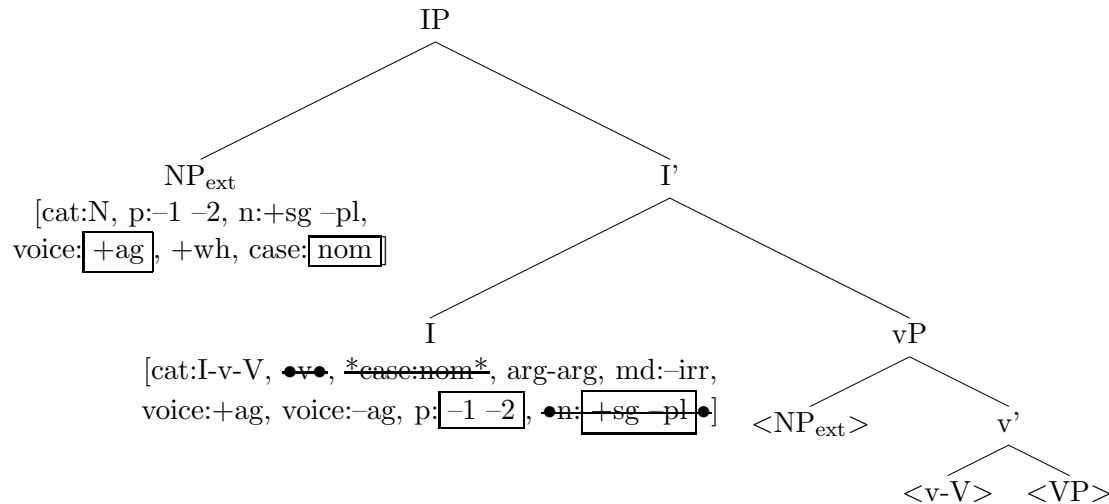 IP
NPext I’
[cat:N, p:–1 –2, n:+sg –pl,
voice: +ag , +wh, case: nom ]
I vP
[cat:I-v-V, ●v●, *case:nom*, arg-arg, md:–irr,
voice:+ag, voice:–ag, p: –1 –2 , ●n: +sg –pl ●]
<NPext> v’
<v-V> <VP>